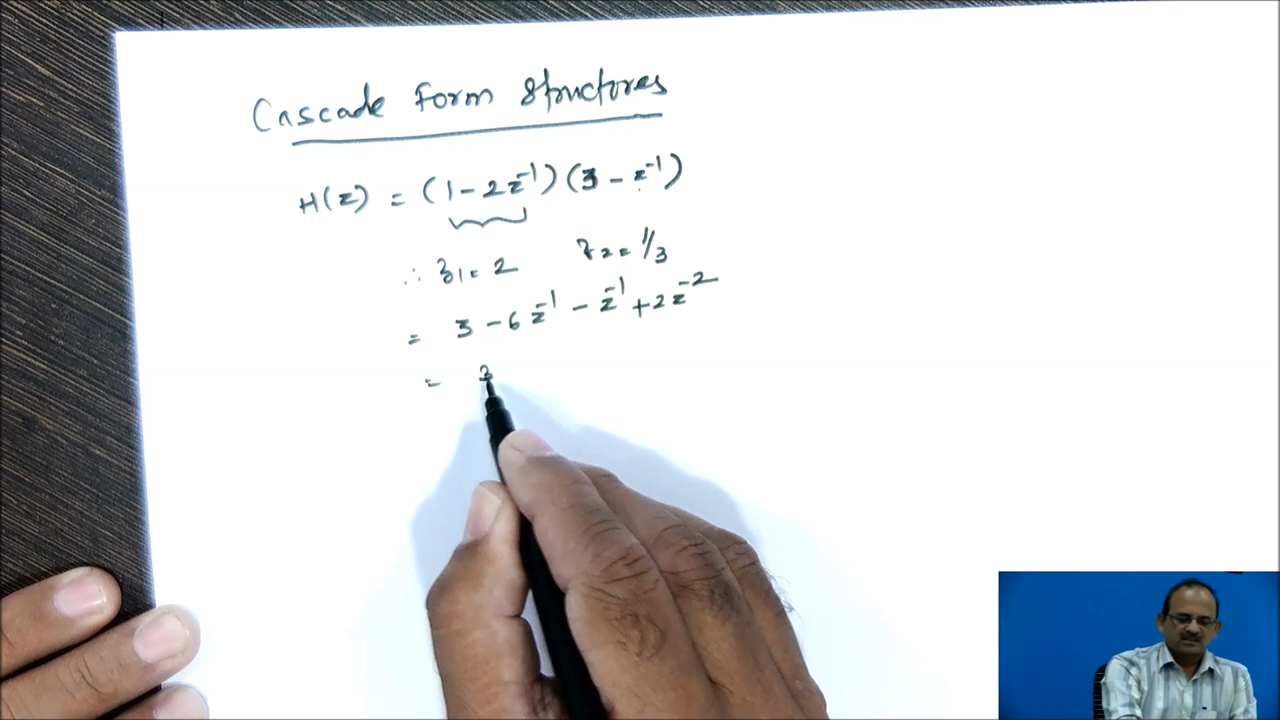 Cascade Form Structores
H(z) = (1 - 2z⁻¹) (3 - z⁻¹)
∴ z1 = 2 z2 = 1/3
= 3 - 6z⁻¹ - z⁻¹ + 2z⁻²
= 3